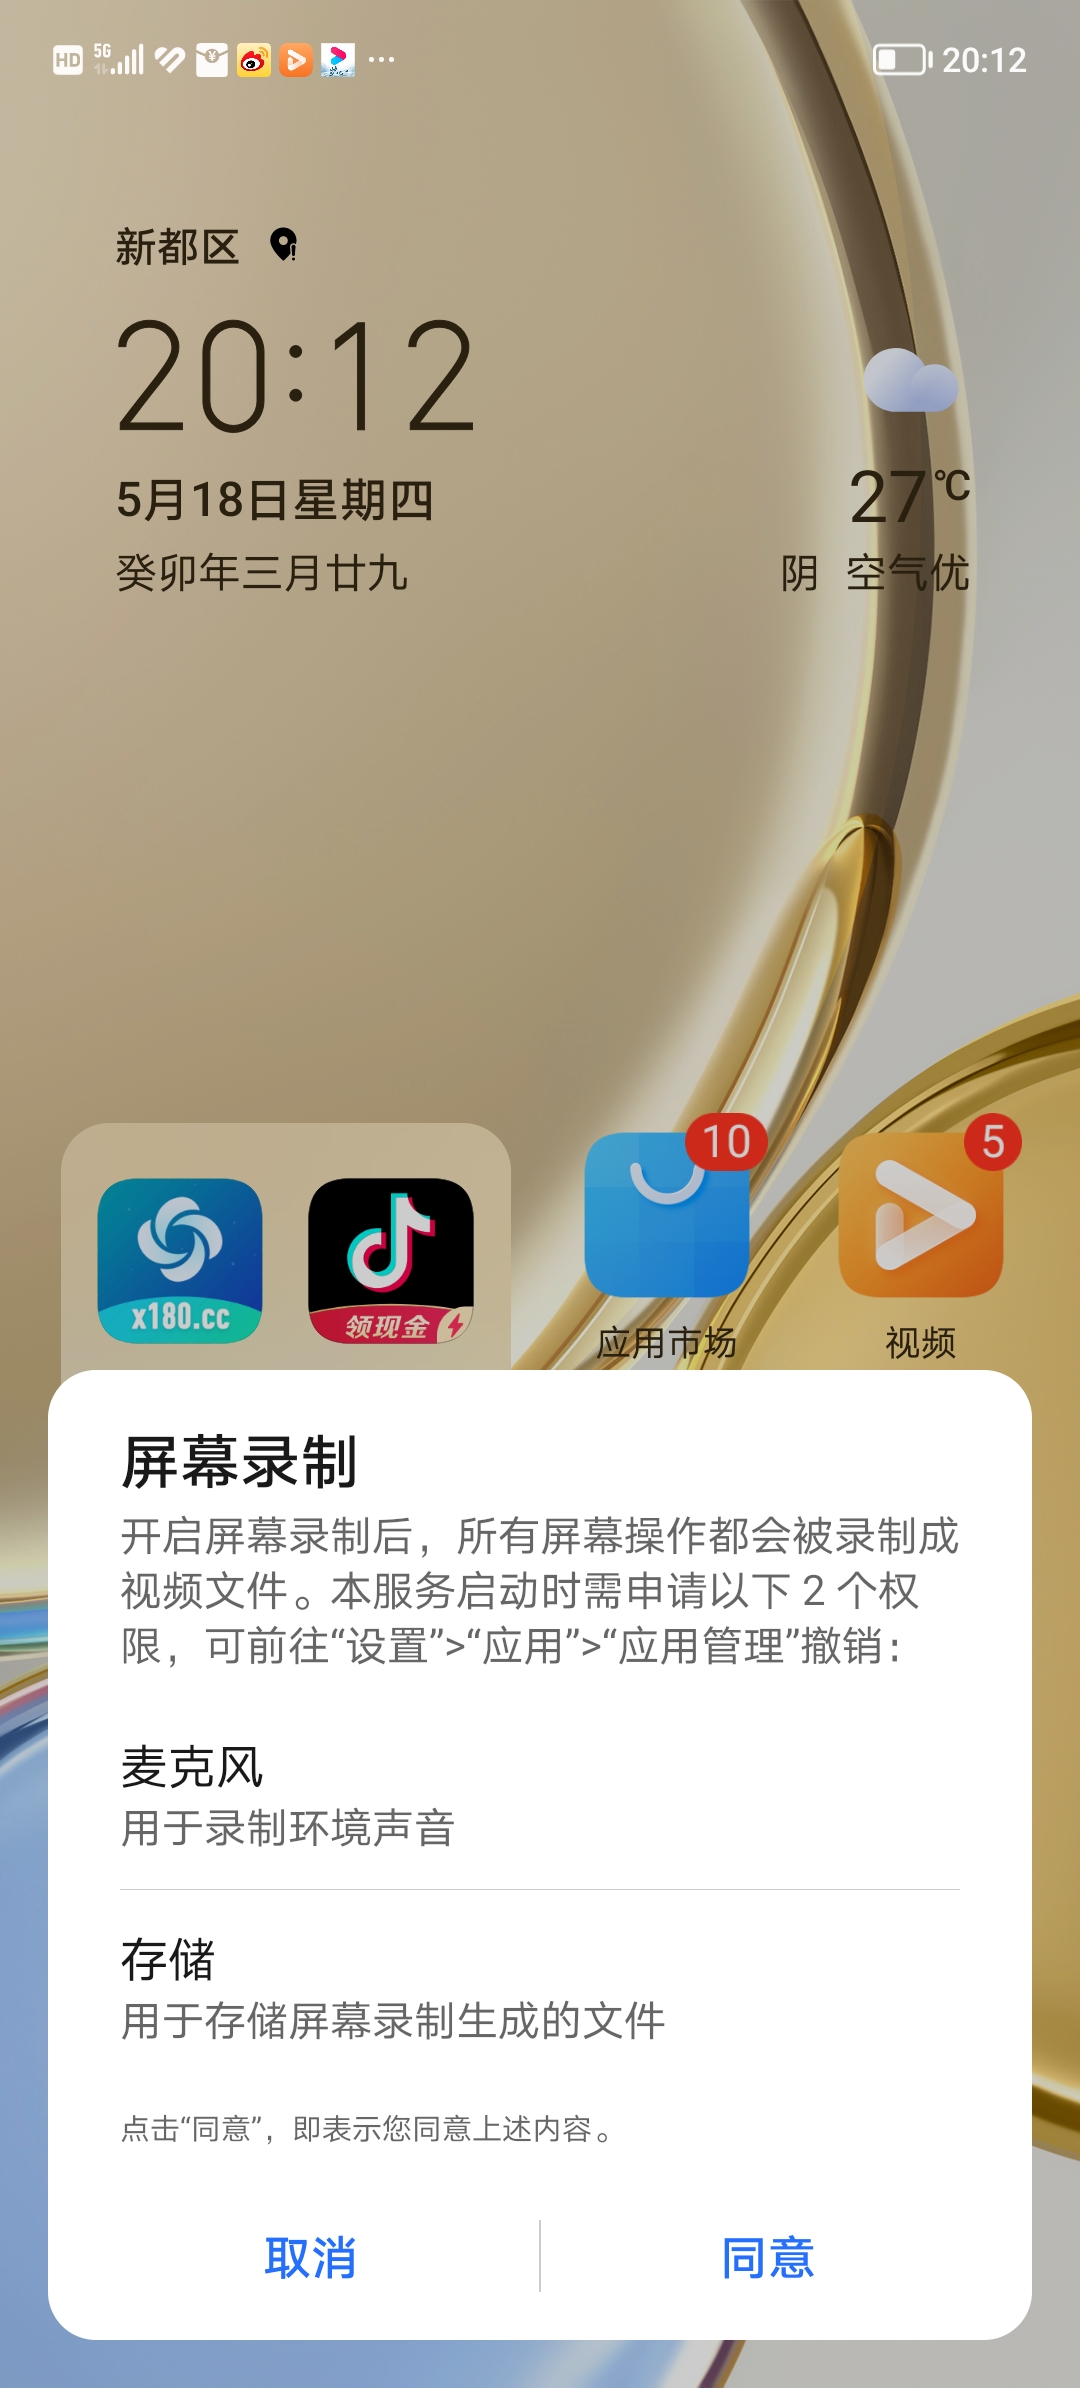 HD 5G 20:12
新都区
20:12
5月18日星期四
癸卯年三月廿九
27℃
阴 空气优
10
5
x180.cc
领现金
应用市场
视频
屏幕录制
开启屏幕录制后，所有屏幕操作都会被录制成
视频文件。本服务启动时需申请以下 2 个权
限，可前往“设置”>“应用”>“应用管理”撤销：
麦克风
用于录制环境声音
存储
用于存储屏幕录制生成的文件
点击“同意”，即表示您同意上述内容。
取消
同意